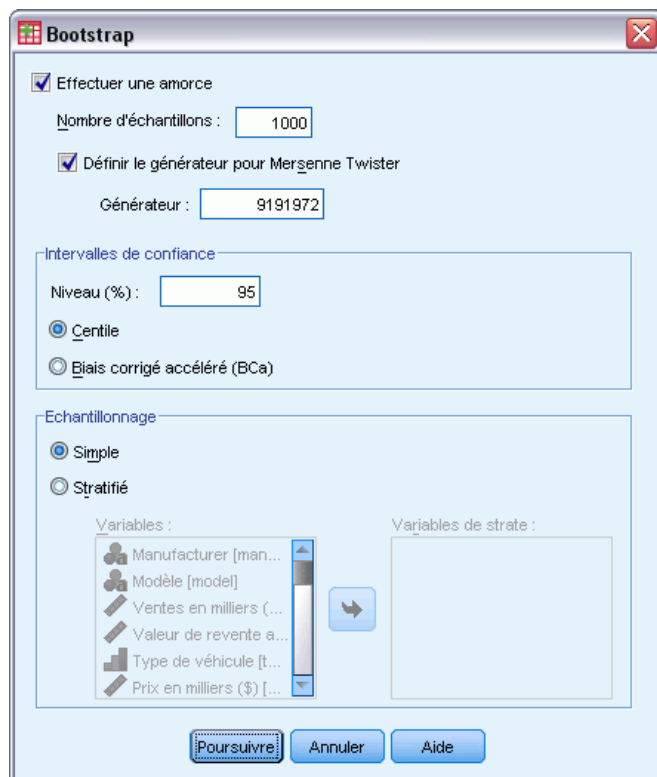 Bootstrap
Effectuer une amorce
Nombre d'échantillons : 1000
Définir le générateur pour Mersenne Twister
Générateur : 9191972
Intervalles de confiance
Niveau (%) : 95
Centile
Biais corrigé accéléré (BCa)
Echantillonnage
Simple
Stratifié
Variables :
Manufacturer [man...
Modèle [model]
Ventes en milliers (...
Valeur de revente a...
Type de véhicule [t...
Prix en milliers ($) [...
Variables de strate :
Poursuivre Annuler Aide